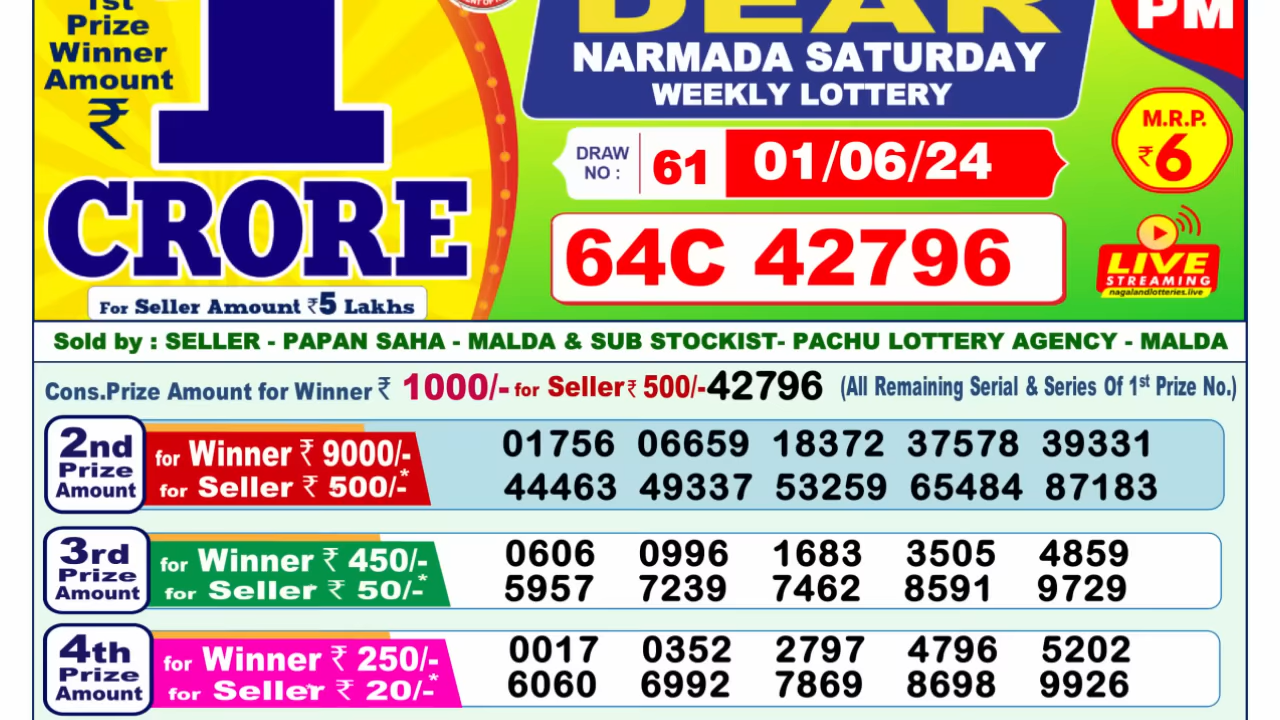 1st
Prize
Winner
Amount
₹
1
CRORE
For Seller Amount ₹5 Lakhs
DEAR
NARMADA SATURDAY
WEEKLY LOTTERY
PM
DRAW NO : 61 01/06/24
M.R.P.
₹6
64C 42796
LIVE
STREAMING
nagalandlotteries.live
Sold by : SELLER - PAPAN SAHA - MALDA & SUB STOCKIST- PACHU LOTTERY AGENCY - MALDA
Cons.Prize Amount for Winner ₹ 1000/- for Seller ₹ 500/- 42796 (All Remaining Serial & Series Of 1st Prize No.)
2nd Prize Amount
for Winner ₹ 9000/-
for Seller ₹ 500/-*
01756 06659 18372 37578 39331
44463 49337 53259 65484 87183
3rd Prize Amount
for Winner ₹ 450/-
for Seller ₹ 50/-*
0606 0996 1683 3505 4859
5957 7239 7462 8591 9729
4th Prize Amount
for Winner ₹ 250/-
for Seller ₹ 20/-*
0017 0352 2797 4796 5202
6060 6992 7869 8698 9926